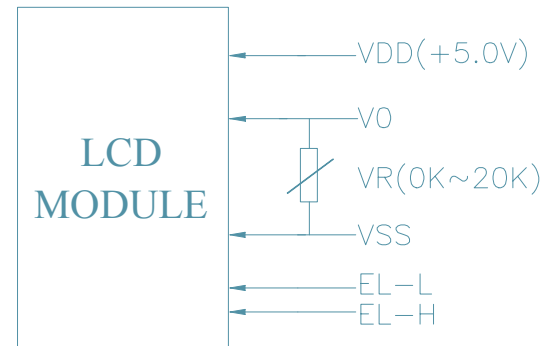 LCD
MODULE
VDD(+5.0V)
V0
VR(0K~20K)
VSS
EL-L
EL-H